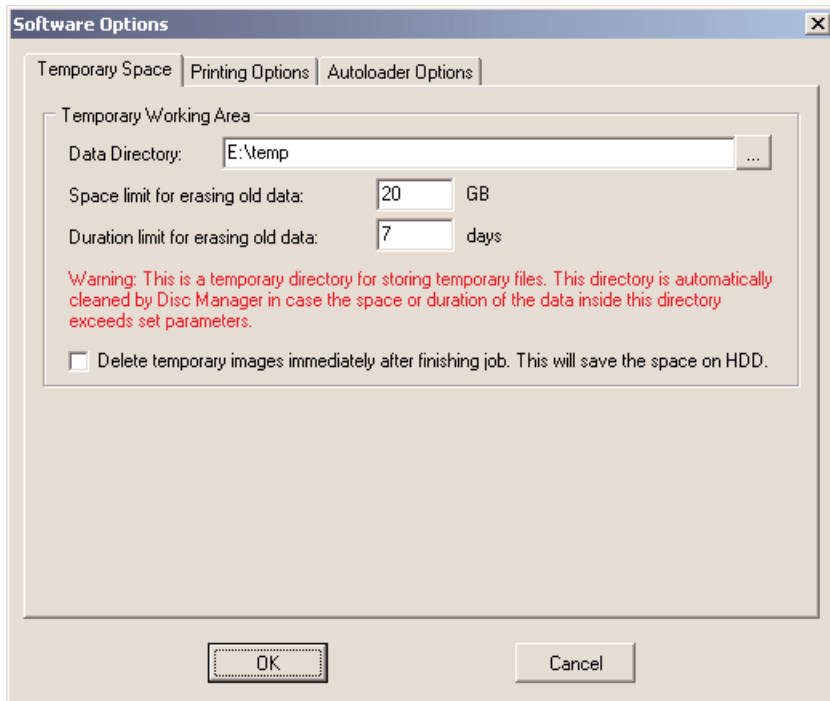 Software Options
Temporary Space
Printing Options
Autoloader Options
Temporary Working Area
Data Directory: E:\temp ...
Space limit for erasing old data: 20 GB
Duration limit for erasing old data: 7 days
Warning: This is a temporary directory for storing temporary files. This directory is automatically
cleaned by Disc Manager in case the space or duration of the data inside this directory
exceeds set parameters.
Delete temporary images immediately after finishing job. This will save the space on HDD.
OK
Cancel